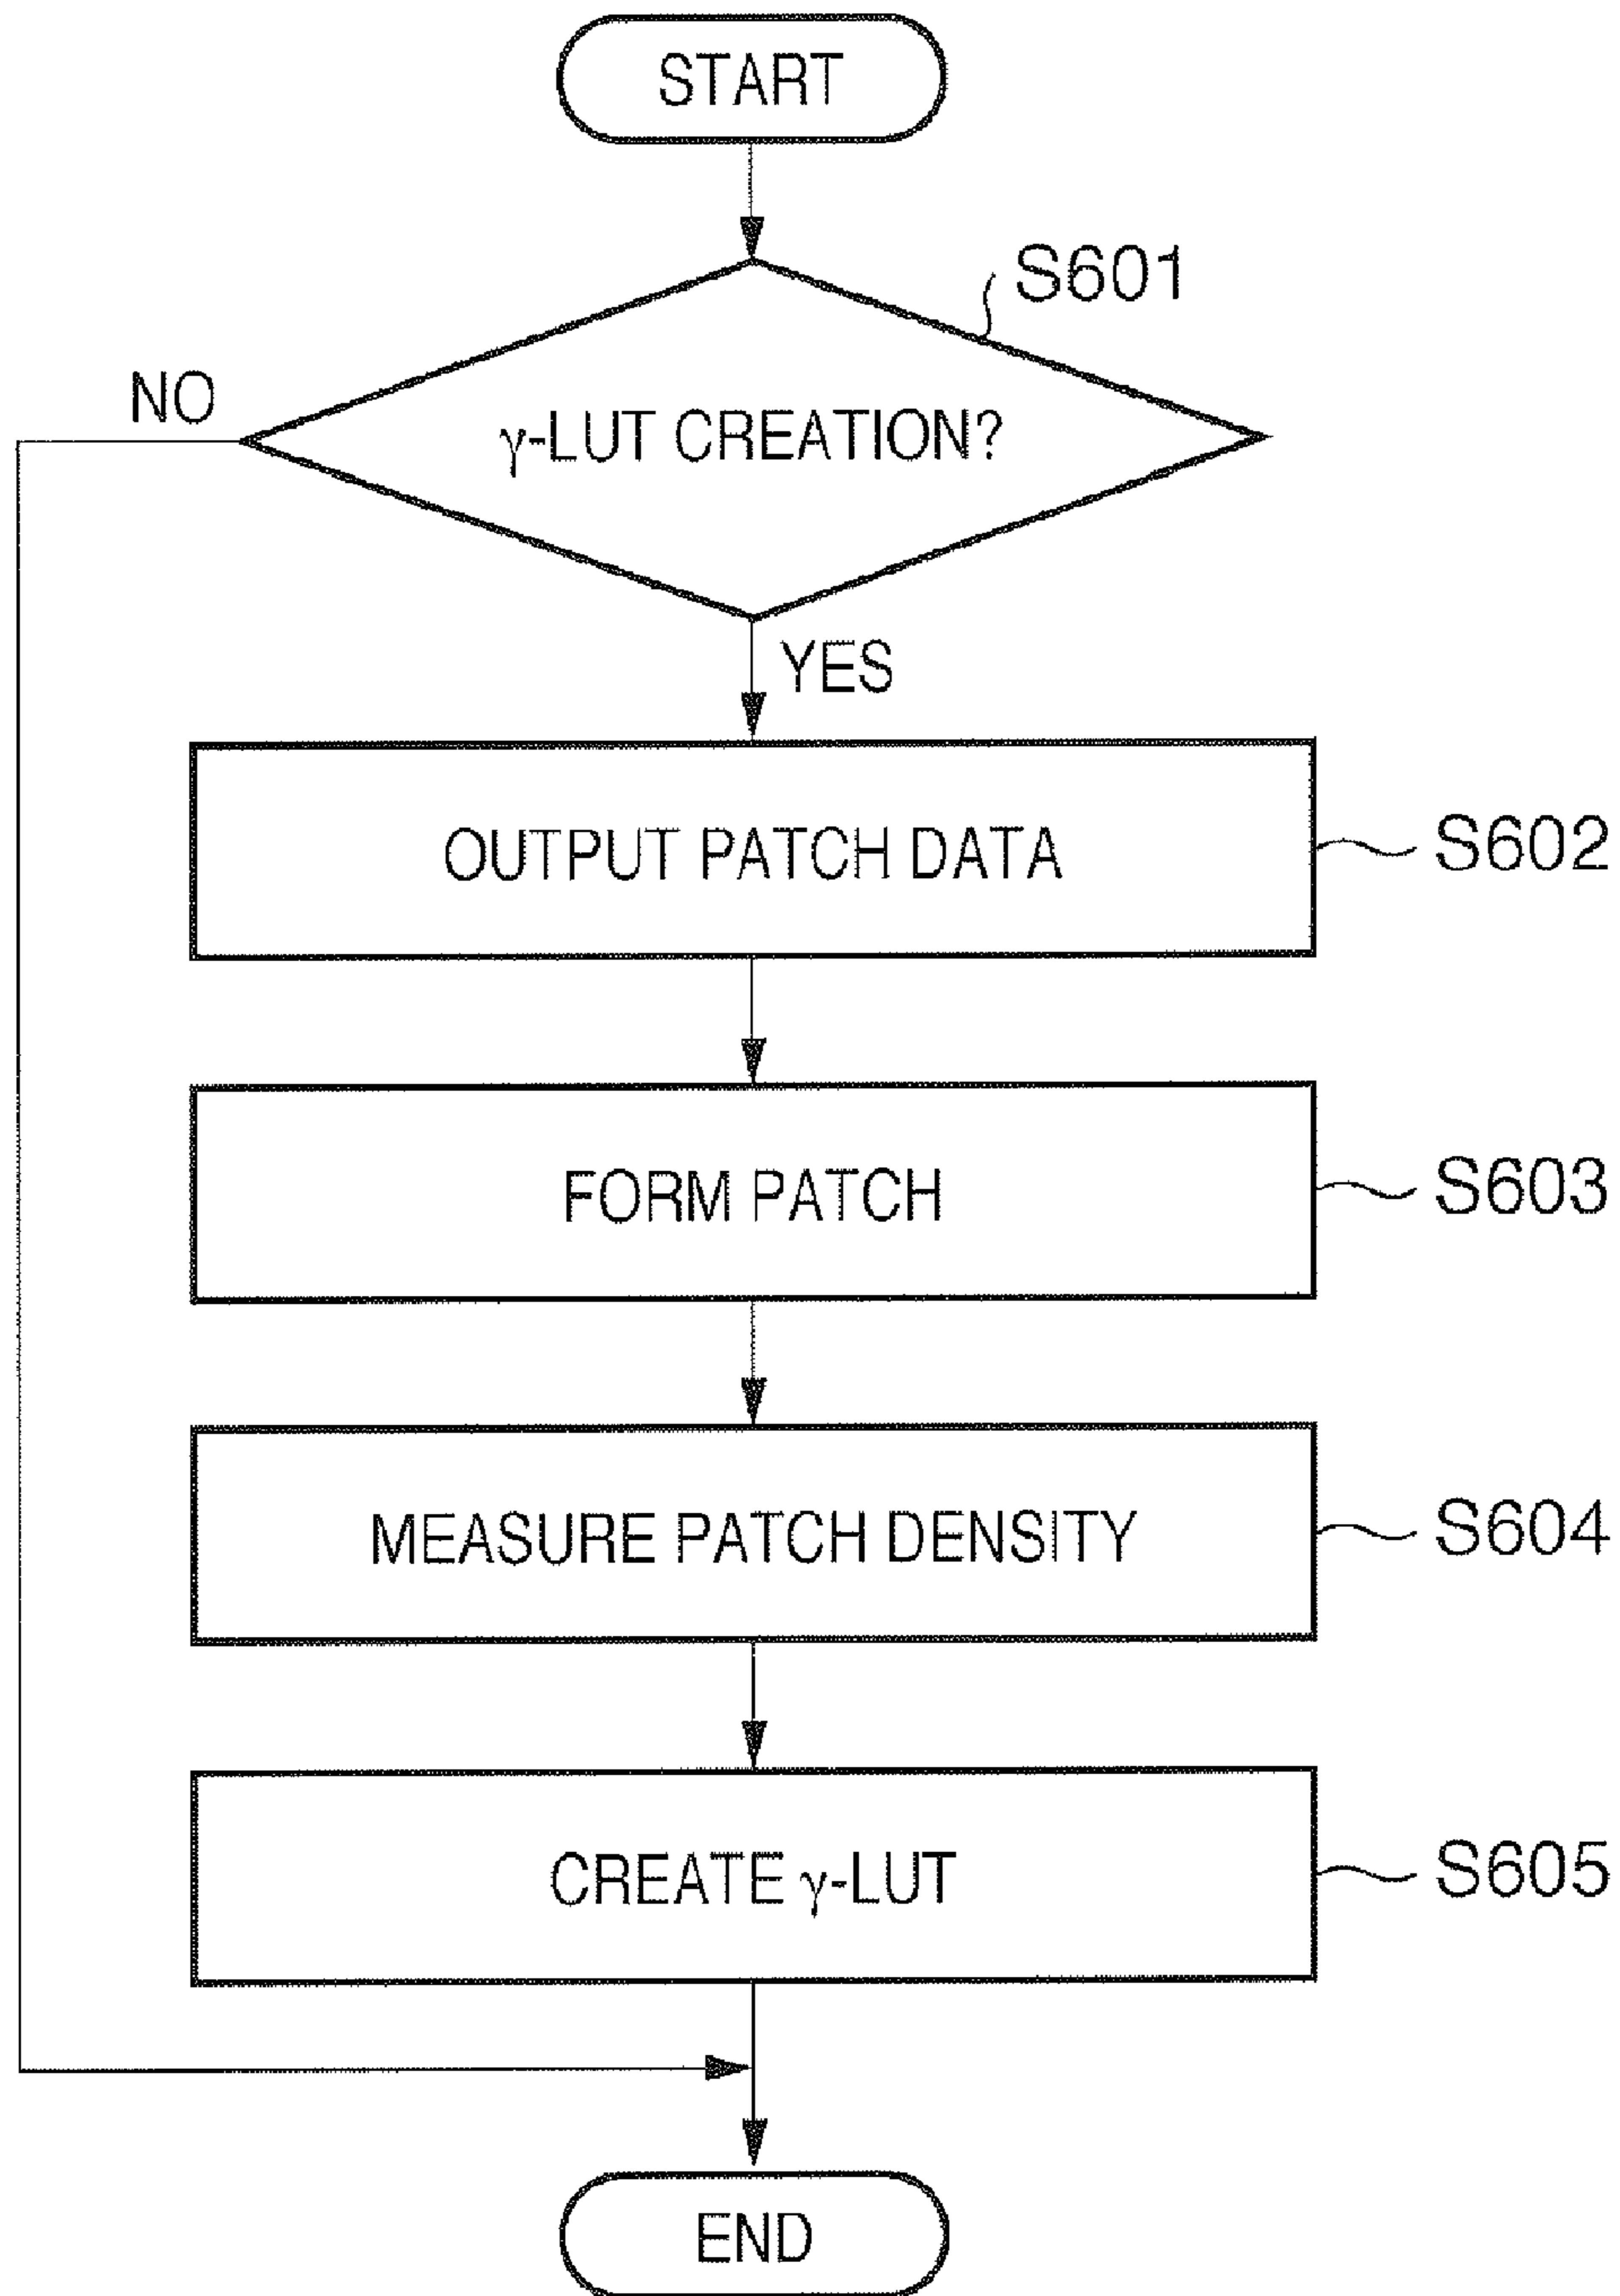 START
S601
NO
γ-LUT CREATION?
YES
OUTPUT PATCH DATA
S602
FORM PATCH
S603
MEASURE PATCH DENSITY
S604
CREATE γ-LUT
S605
END